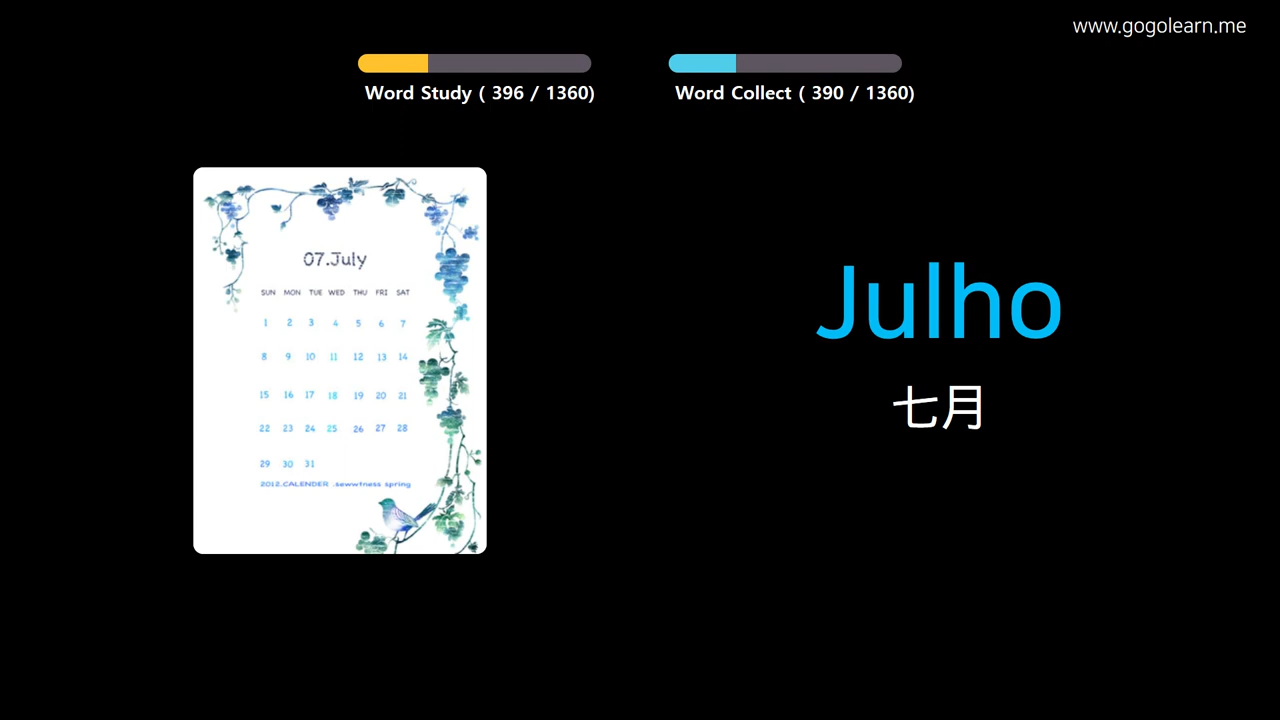 www.gogolearn.me
Word Study ( 396 / 1360)
Word Collect ( 390 / 1360)
07.July
SUN MON TUE WED THU FRI SAT
1 2 3 4 5 6 7
8 9 10 11 12 13 14
15 16 17 18 19 20 21
22 23 24 25 26 27 28
29 30 31
2012.CALENDER .sewwtness spring
Julho
七月